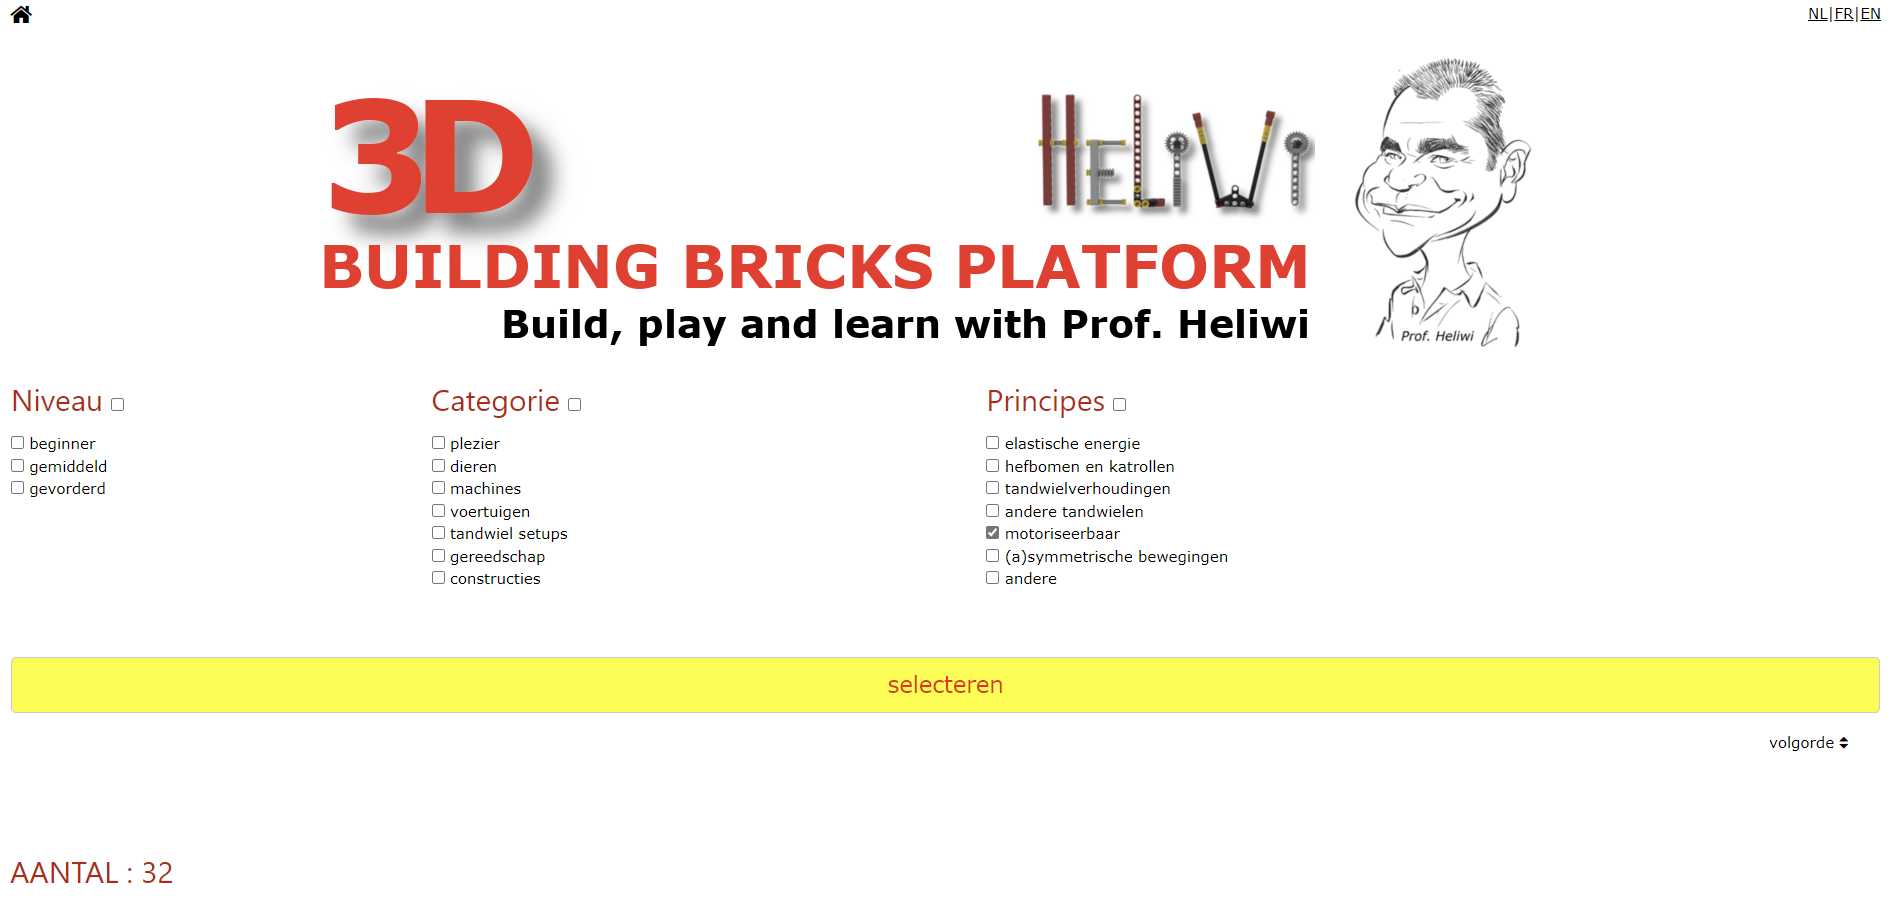 NL|FR|EN
3D
HELiWi
BUILDING BRICKS PLATFORM
Build, play and learn with Prof. Heliwi
Prof. Heliwi
Niveau
beginner
gemiddeld
gevorderd
Categorie
plezier
dieren
machines
voertuigen
tandwiel setups
gereedschap
constructies
Principes
elastische energie
hefbomen en katrollen
tandwielverhoudingen
andere tandwielen
motoriseerbaar
(a)symmetrische bewegingen
andere
selecteren
volgorde
AANTAL : 32